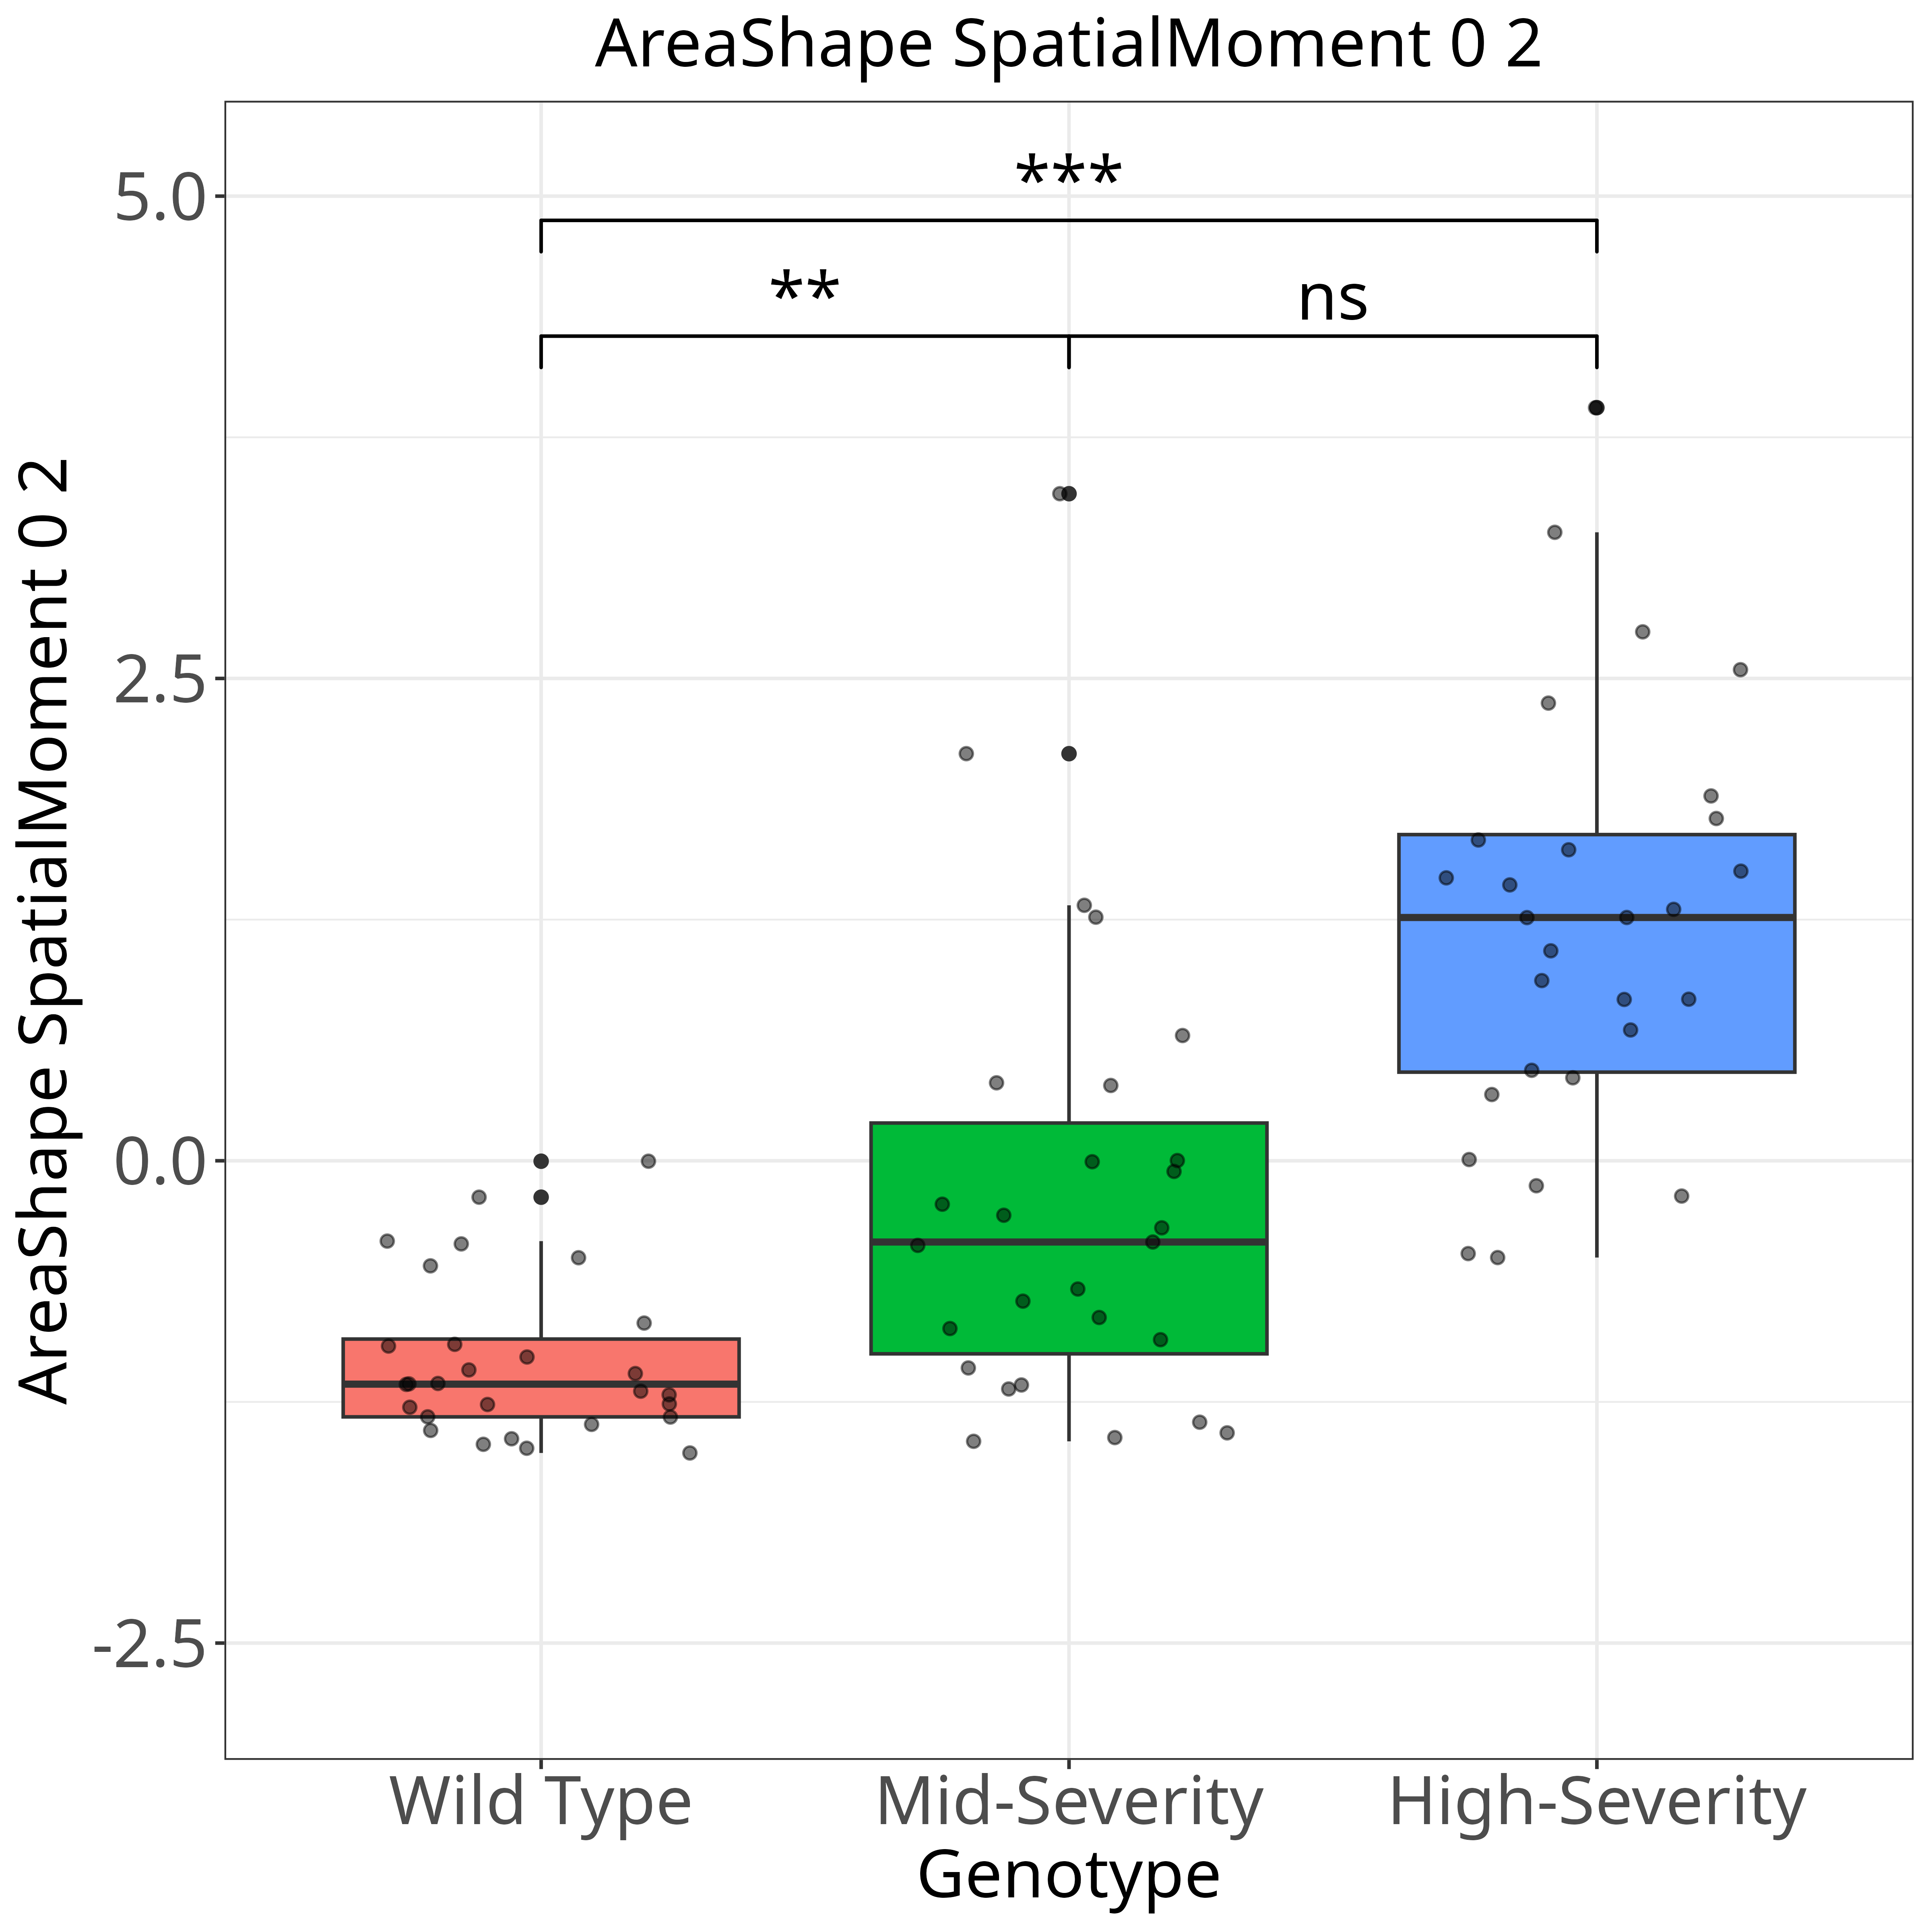 AreaShape SpatialMoment 0 2
***
**
ns
5.0
2.5
0.0
-2.5
AreaShape SpatialMoment 0 2
Wild Type
Mid-Severity
High-Severity
Genotype